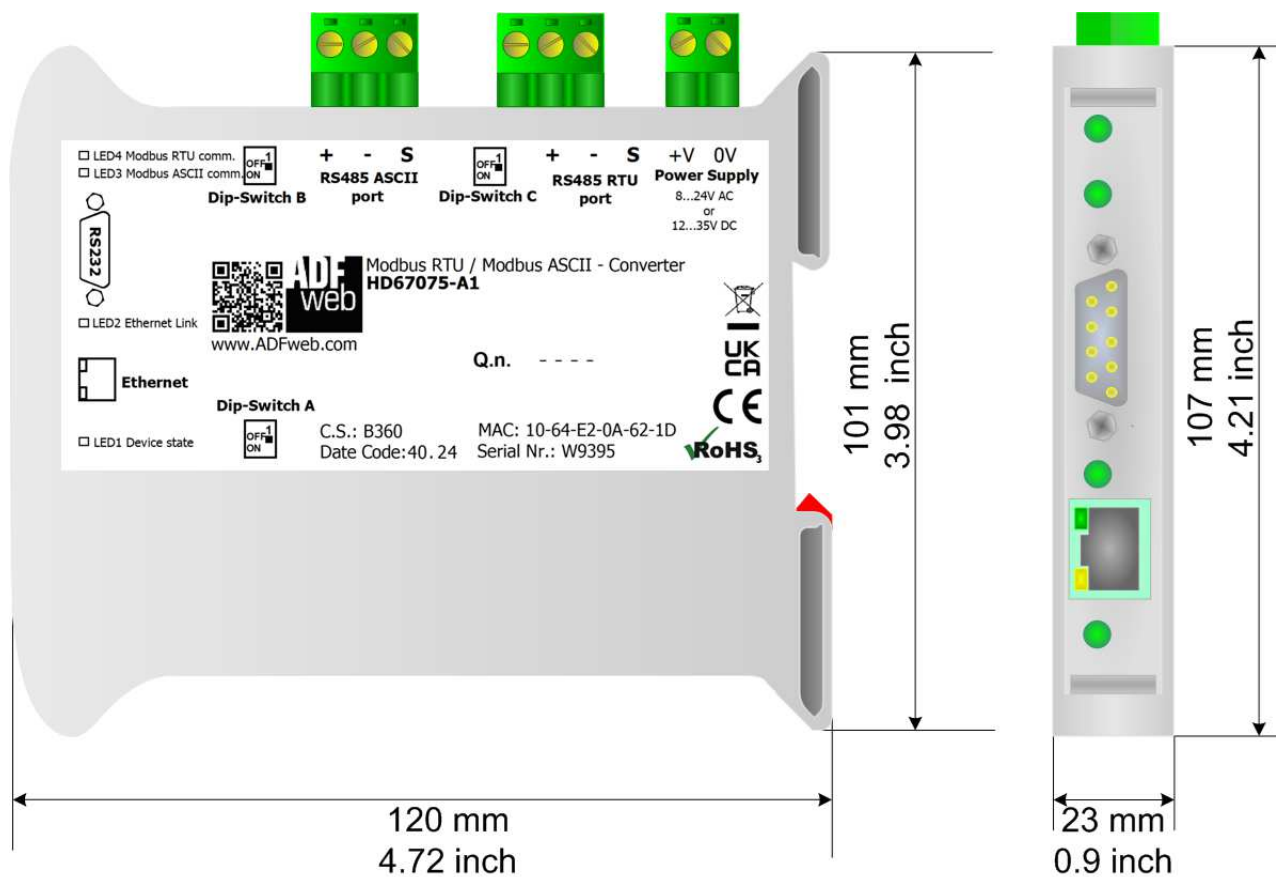 LED4 Modbus RTU comm.
LED3 Modbus ASCII comm.
OFF 1
ON
Dip-Switch B
+ - S
RS485 ASCII
port
OFF 1
ON
Dip-Switch C
+ - S
RS485 RTU
port
+V 0V
Power Supply
8...24V AC
or
12...35V DC
RS232
ADF
web
www.ADFweb.com
Modbus RTU / Modbus ASCII - Converter
HD67075-A1
LED2 Ethernet Link
Ethernet
Q.n. - - - -
UK
CA
CE
RoHS3
Dip-Switch A
OFF 1
ON
LED1 Device state
C.S.: B360
Date Code:40.24
MAC: 10-64-E2-0A-62-1D
Serial Nr.: W9395
101 mm
3.98 inch
107 mm
4.21 inch
120 mm
4.72 inch
23 mm
0.9 inch